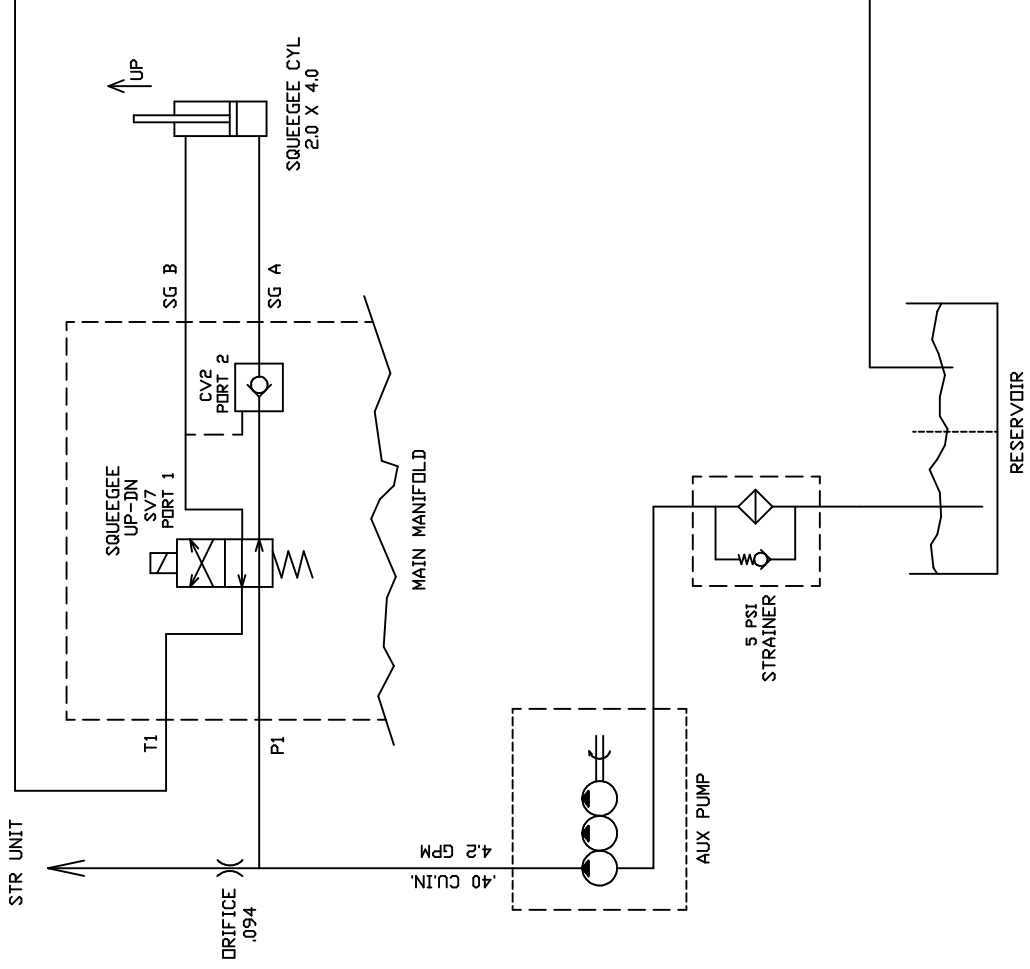 UP
SQUEEGEE CYL
2.0 X 4.0
SG B
SG A
CV2
PORT 2
SQUEEGEE
UP-DN
SV7
PORT 1
MAIN MANIFOLD
T1
P1
STR UNIT
ORIFICE
.094
4.2 GPM
.40 CU.IN.
AUX PUMP
5 PSI
STRAINER
RESERVOIR